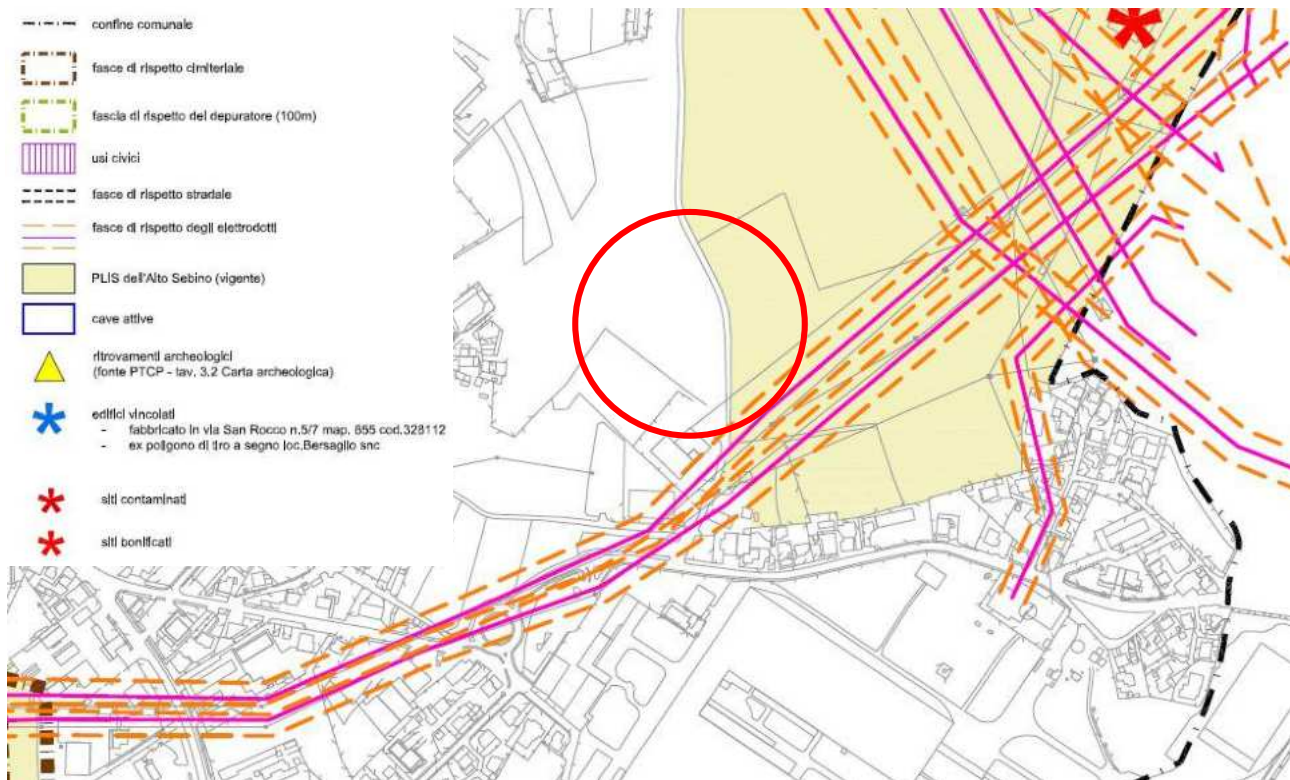 confine comunale
fasce di rispetto cimiteriale
fascia di rispetto del depuratore (100m)
usi civici
fasce di rispetto stradale
fasce di rispetto degli elettrodotti
PLIS dell'Alto Sebino (vigente)
cave attive
ritrovamenti archeologici
(fonte PTCP - tav. 3.2 Carta archeologica)
edifici vincolati
- fabbricato in via San Rocco n.5/7 map. 855 cod.328112
- ex poligono di tiro a segno loc.Bersaglio snc
siti contaminati
siti bonificati